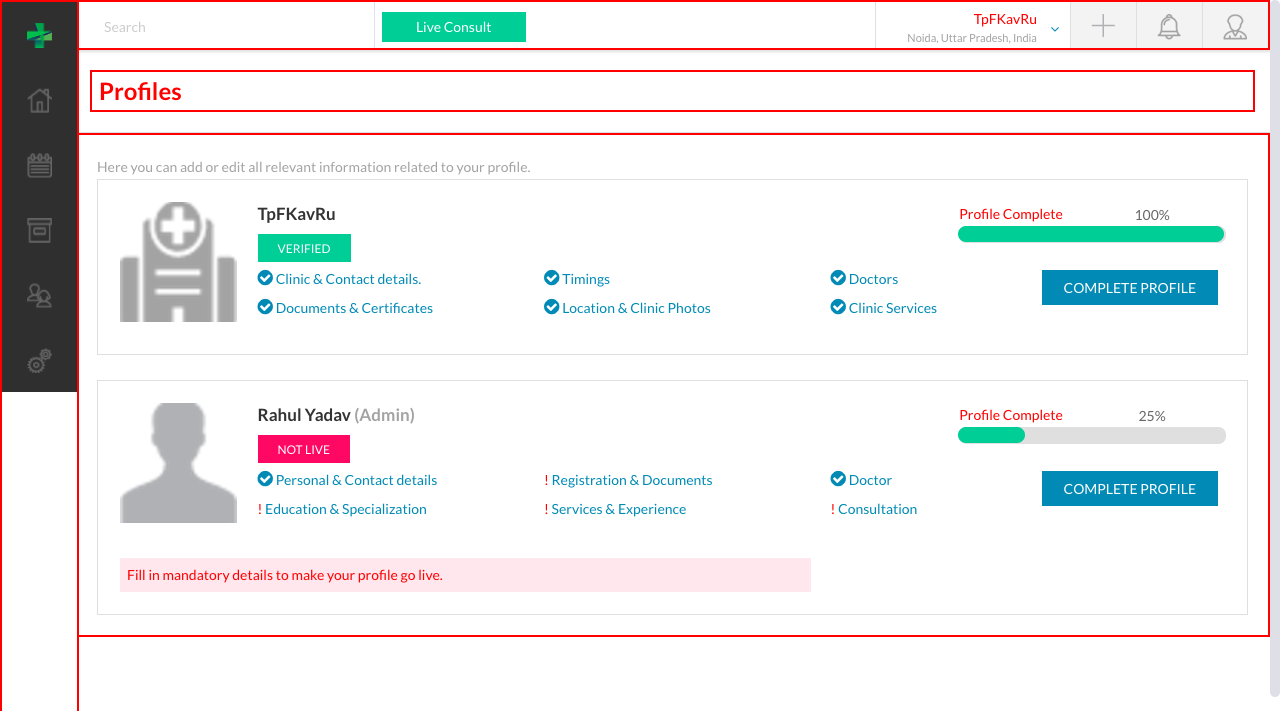 Search
Live Consult
TpFKavRu
Noida, Uttar Pradesh, India
Profiles
Here you can add or edit all relevant information related to your profile.
TpFKavRu
Profile Complete 100%
VERIFIED
Clinic & Contact details. Timings Doctors
COMPLETE PROFILE
Documents & Certificates Location & Clinic Photos Clinic Services
Rahul Yadav (Admin)
Profile Complete 25%
NOT LIVE
Personal & Contact details ! Registration & Documents Doctor
COMPLETE PROFILE
! Education & Specialization ! Services & Experience ! Consultation
Fill in mandatory details to make your profile go live.